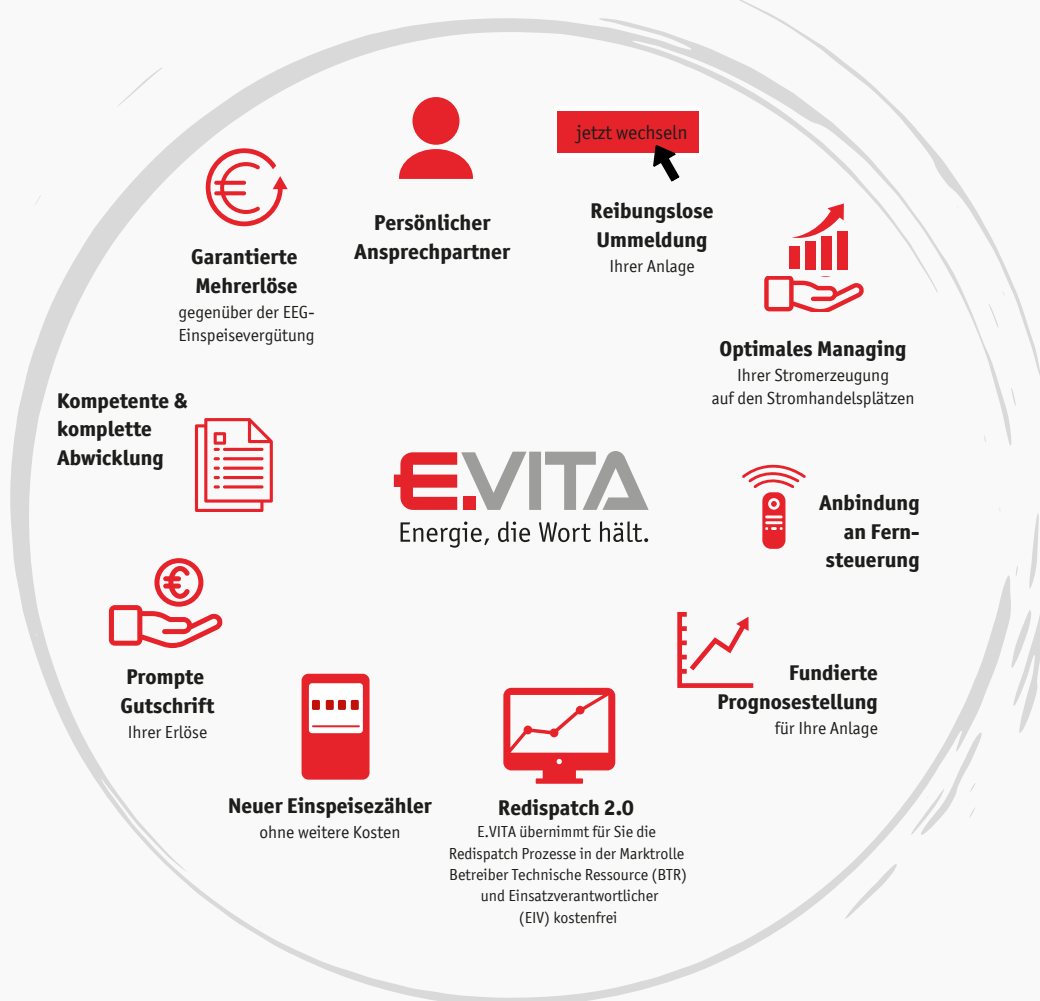 jetzt wechseln
Persönlicher
Ansprechpartner
Reibungslose
Ummeldung
Ihrer Anlage
Garantierte
Mehrerlöse
gegenüber der EEG-
Einspeisevergütung
Optimales Managing
Ihrer Stromerzeugung
auf den Stromhandelsplätzen
Kompetente &
komplette
Abwicklung
E.VITA
Energie, die Wort hält.
Anbindung
an Fern-
steuerung
Prompte
Gutschrift
Ihrer Erlöse
Fundierte
Prognosestellung
für Ihre Anlage
Neuer Einspeisezähler
ohne weitere Kosten
Redispatch 2.0
E.VITA übernimmt für Sie die
Redispatch Prozesse in der Marktrolle
Betreiber Technische Ressource (BTR)
und Einsatzverantwortlicher
(EIV) kostenfrei